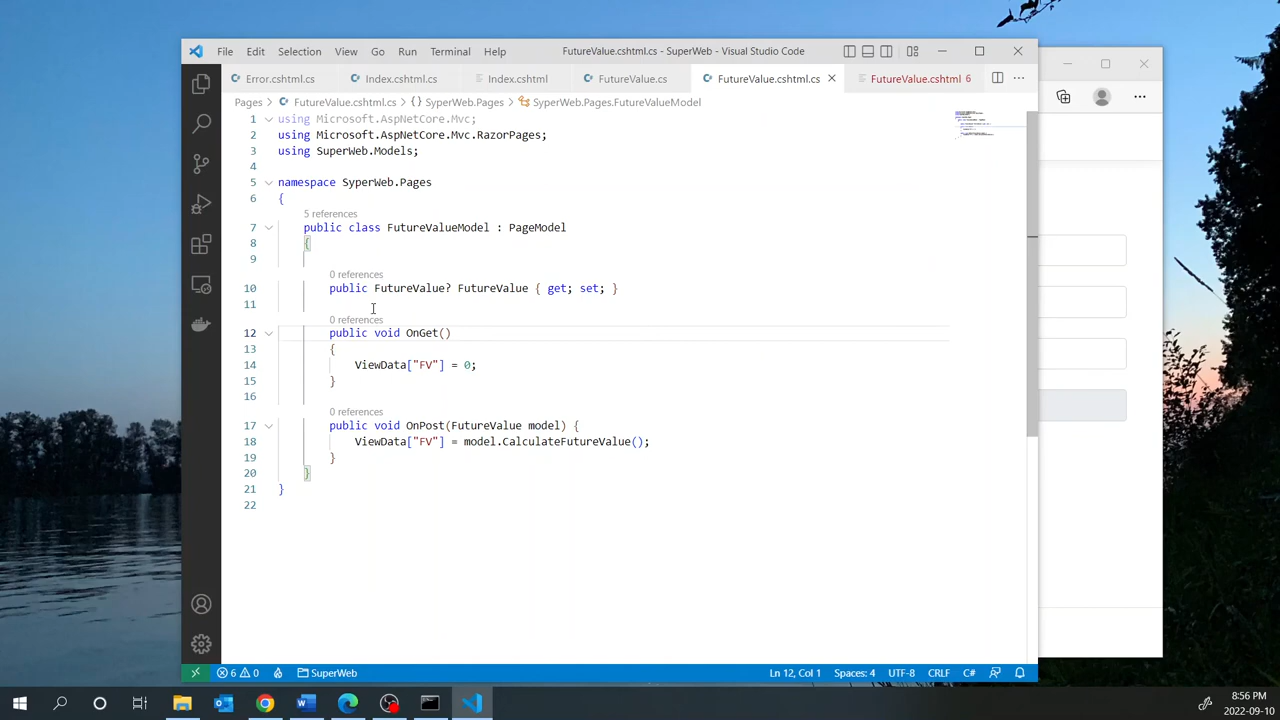 File Edit Selection View Go Run Terminal Help FutureValue.cshtml.cs - SuperWeb - Visual Studio Code
Error.cshtml.cs Index.cshtml.cs Index.cshtml FutureValue.cs FutureValue.cshtml.cs FutureValue.cshtml 6
Pages > FutureValue.cshtml.cs > {} SyperWeb.Pages > SyperWeb.Pages.FutureValueModel
1 using Microsoft.AspNetCore.Mvc;
2 using Microsoft.AspNetCore.Mvc.RazorPages;
3 using SuperWeb.Models;
4
5 namespace SyperWeb.Pages
6 {
5 references
7 public class FutureValueModel : PageModel
8 {
9
0 references
10 public FutureValue? FutureValue { get; set; }
11
0 references
12 public void OnGet()
13 {
14 ViewData["FV"] = 0;
15 }
16
0 references
17 public void OnPost(FutureValue model) {
18 ViewData["FV"] = model.CalculateFutureValue();
19 }
20 }
21 }
22
6 0 SuperWeb Ln 12, Col 1 Spaces: 4 UTF-8 CRLF C#
8:56 PM
2022-09-10